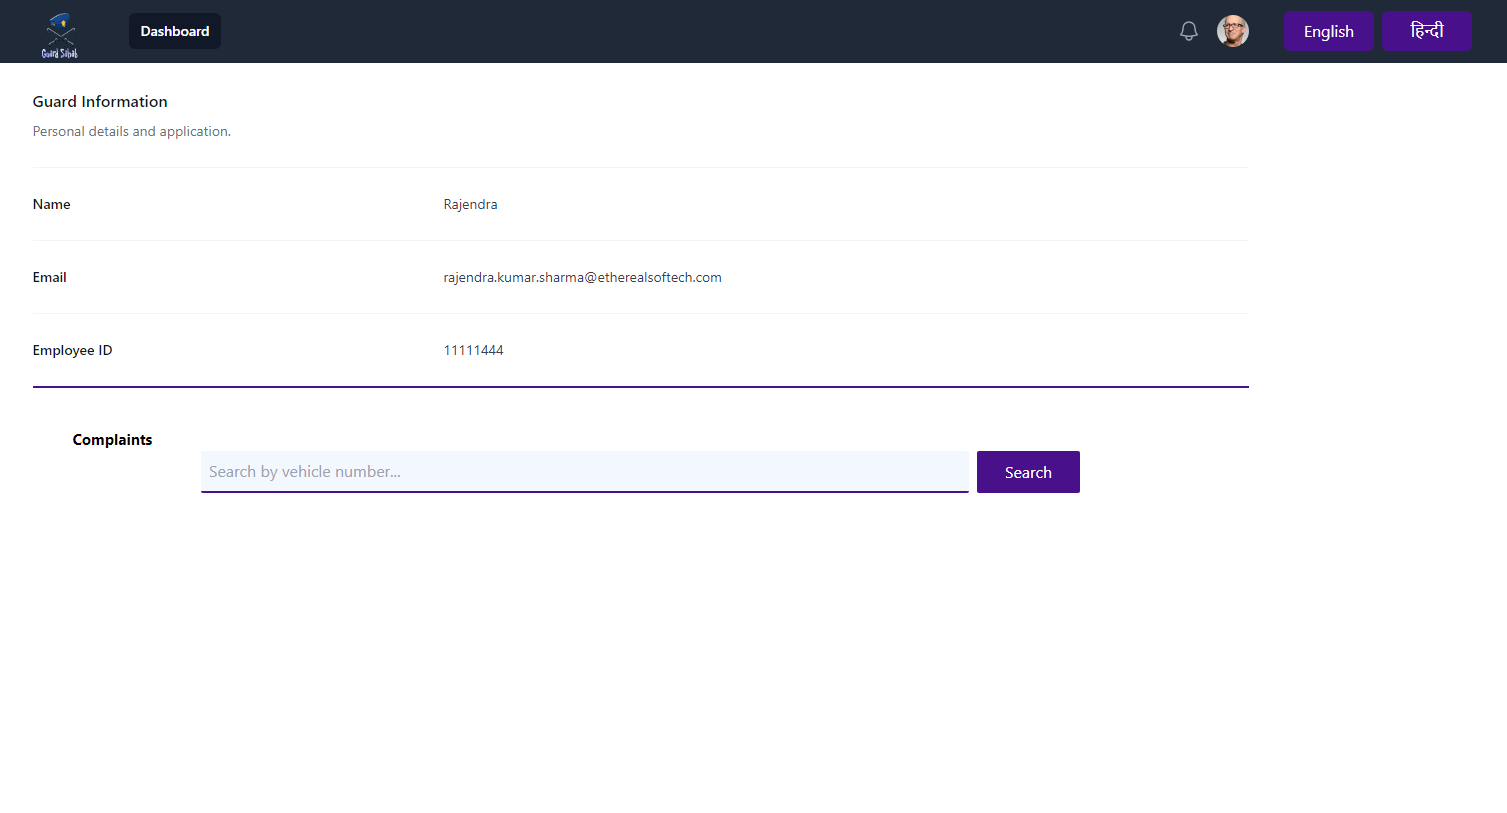 Guard Sahab
Dashboard
English
हिन्दी
Guard Information
Personal details and application.
Name
Rajendra
Email
rajendra.kumar.sharma@etherealsoftech.com
Employee ID
11111444
Complaints
Search by vehicle number...
Search